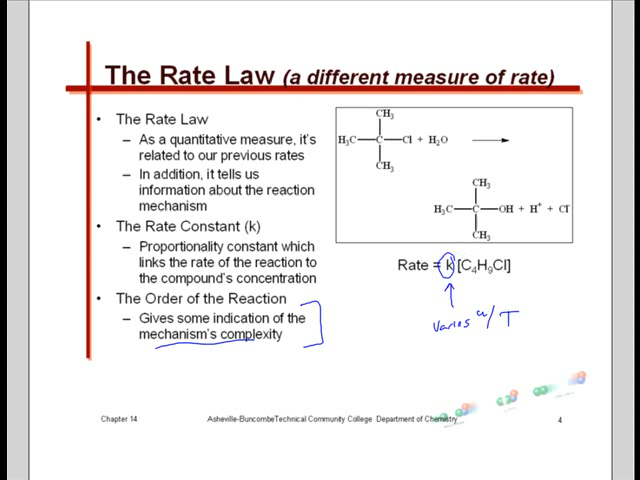 The Rate Law (a different measure of rate)
• The Rate Law
– As a quantitative measure, it's
related to our previous rates
– In addition, it tells us
information about the reaction
mechanism
• The Rate Constant (k)
– Proportionality constant which
links the rate of the reaction
to the compound's concentration
• The Order of the Reaction
– Gives some indication of the
mechanism's complexity
CH₃
H₃C—C—Cl + H₂O
CH₃
CH₃
H₃C—C—OH + H⁺ + Cl⁻
CH₃
Rate = k [C₄H₉Cl]
varies w/ T
Chapter 14
Asheville-BuncombeTechnical Community College Department of Chemistry
4